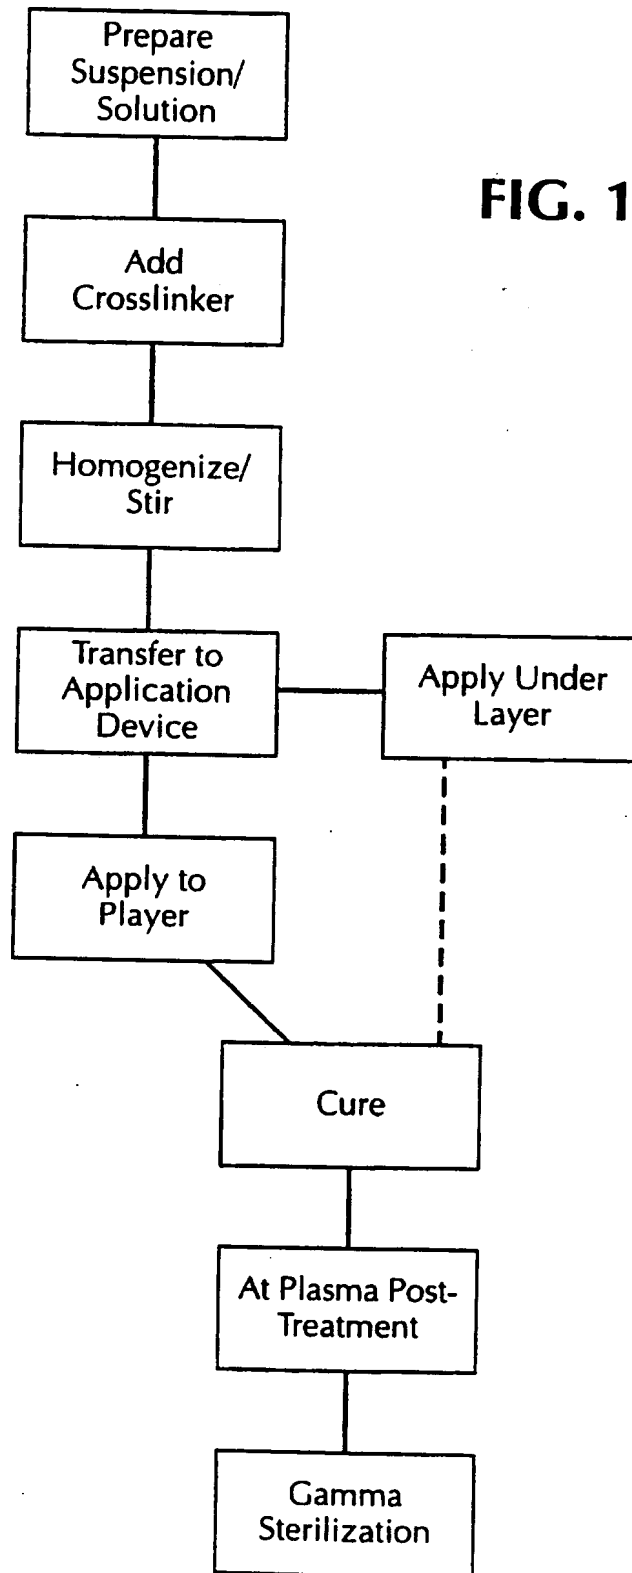 Prepare
Suspension/
Solution
FIG. 1
Add
Crosslinker
Homogenize/
Stir
Transfer to
Application
Device
Apply Under
Layer
Apply to
Player
Cure
At Plasma Post-
Treatment
Gamma
Sterilization